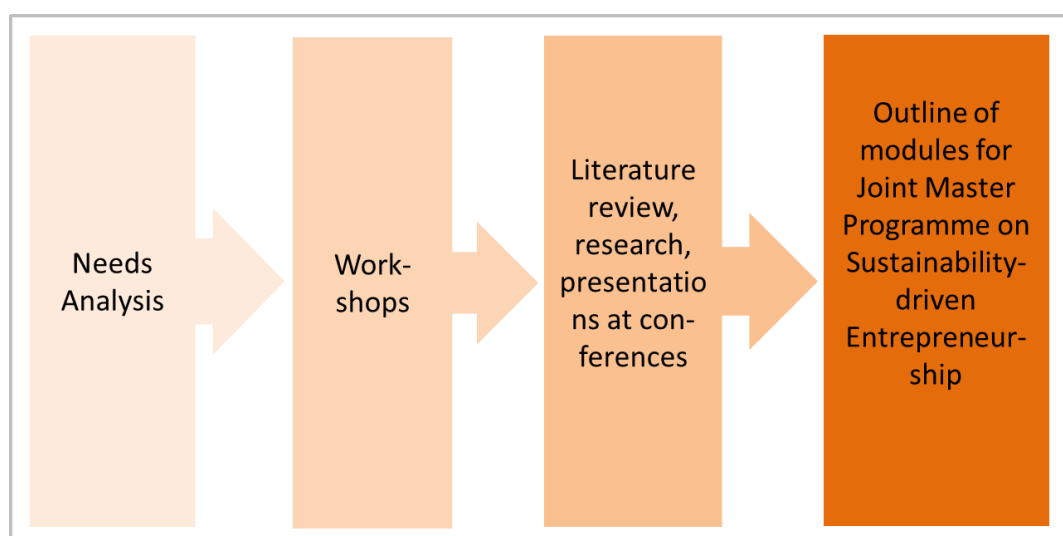 Needs
Analysis
Work-
shops
Literature
review,
research,
presentatio
ns at con-
ferences
Outline of
modules for
Joint Master
Programme on
Sustainability-
driven
Entrepreneur-
ship